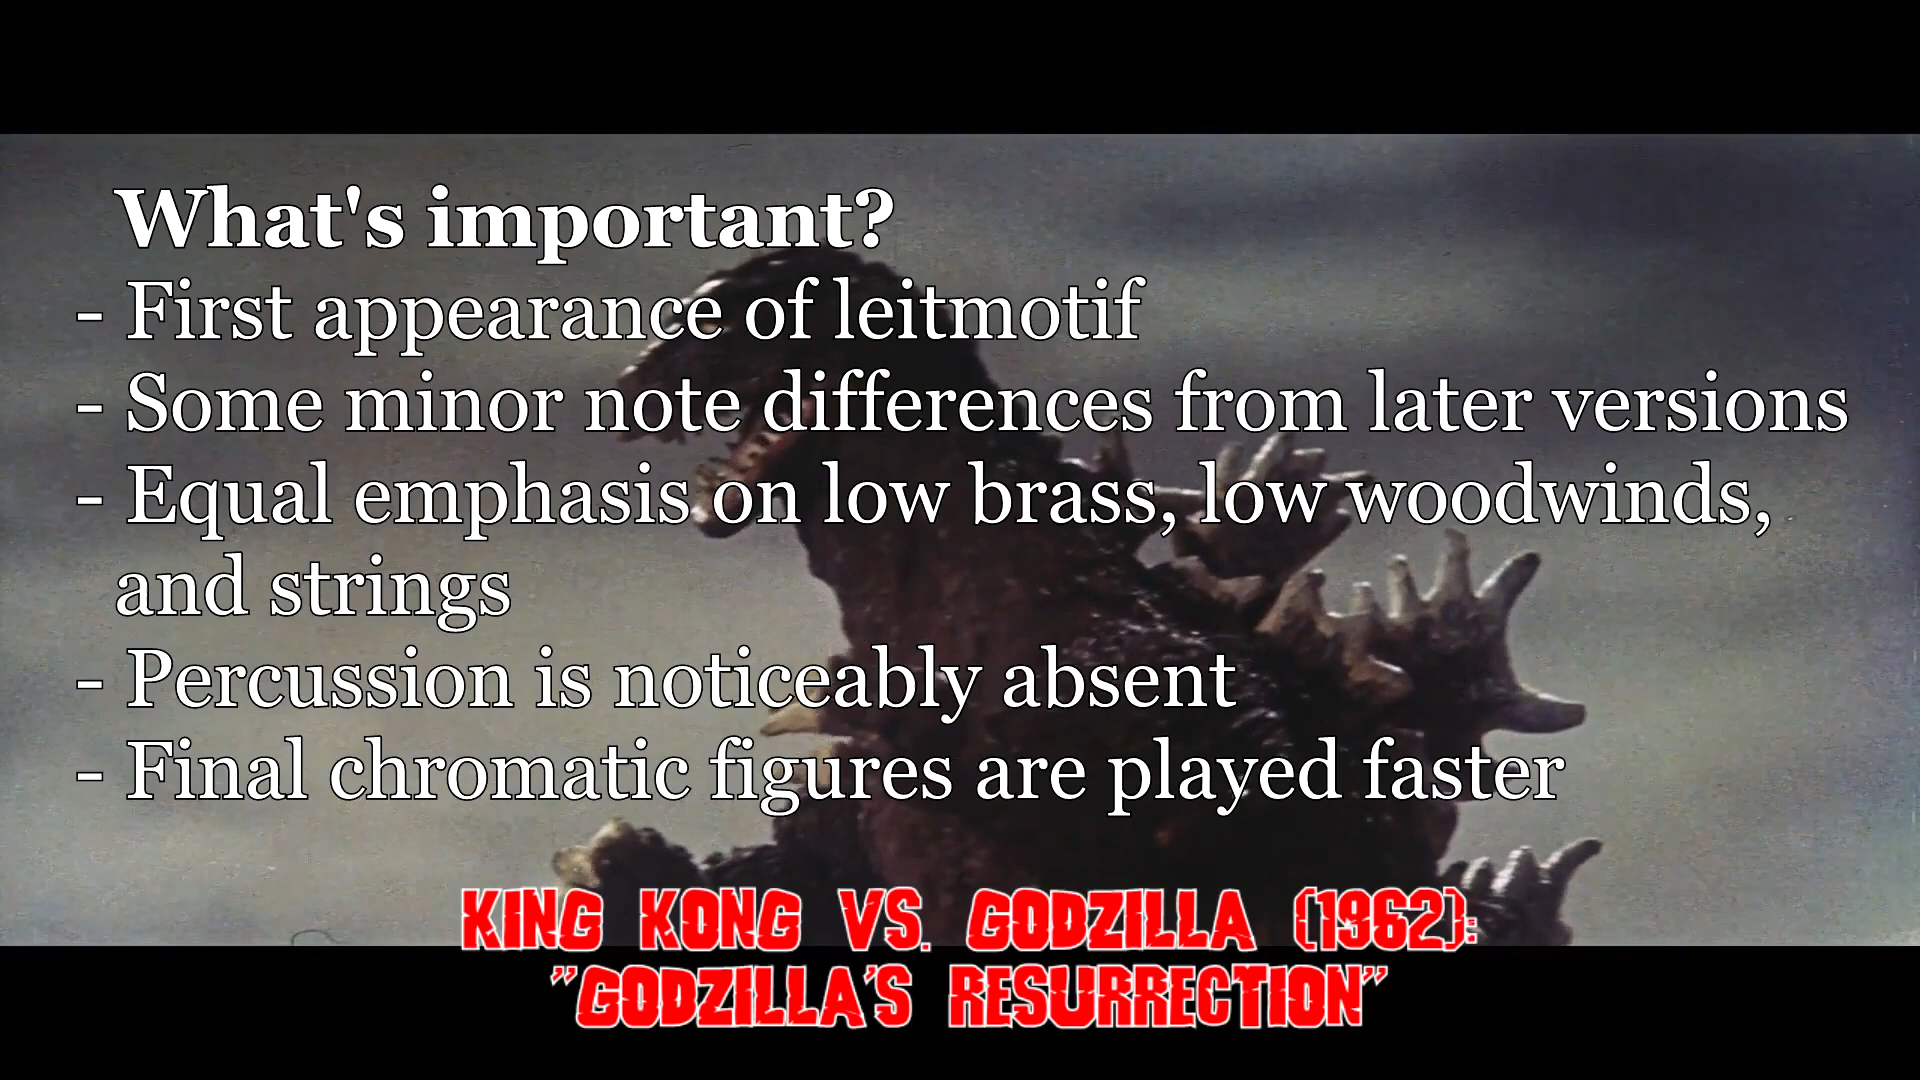 What's important?
- First appearance of leitmotif
- Some minor note differences from later versions
- Equal emphasis on low brass, low woodwinds,
and strings
- Percussion is noticeably absent
- Final chromatic figures are played faster
KING KONG VS. GODZILLA (1962):
"GODZILLA'S RESURRECTION"